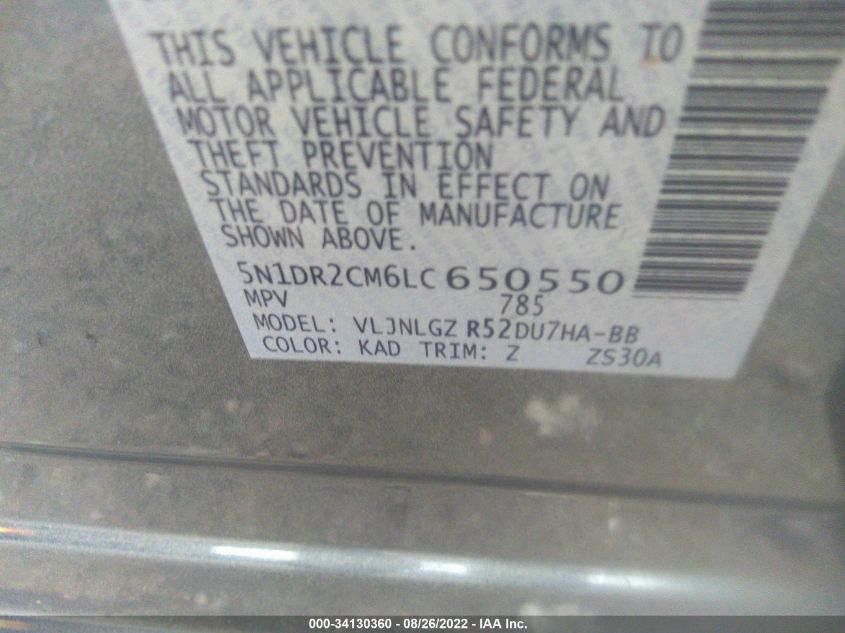 THIS VEHICLE CONFORMS TO
ALL APPLICABLE FEDERAL
MOTOR VEHICLE SAFETY AND
THEFT PREVENTION
STANDARDS IN EFFECT ON
THE DATE OF MANUFACTURE
SHOWN ABOVE.
5N1DR2CM6LC650550
MPV 785
MODEL: VLJNLGZ R52DU7HA-BB
COLOR: KAD TRIM: Z ZS30A
000-34130360 - 08/26/2022 - IAA Inc.